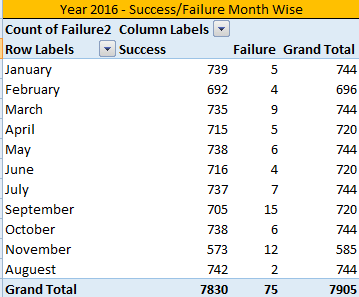 Year 2016 - Success/Failure Month Wise
Count of Failure2 Column Labels
Row Labels Success Failure Grand Total
January 739 5 744
February 692 4 696
March 735 9 744
April 715 5 720
May 738 6 744
June 716 4 720
July 737 7 744
September 705 15 720
October 738 6 744
November 573 12 585
Auguest 742 2 744
Grand Total 7830 75 7905